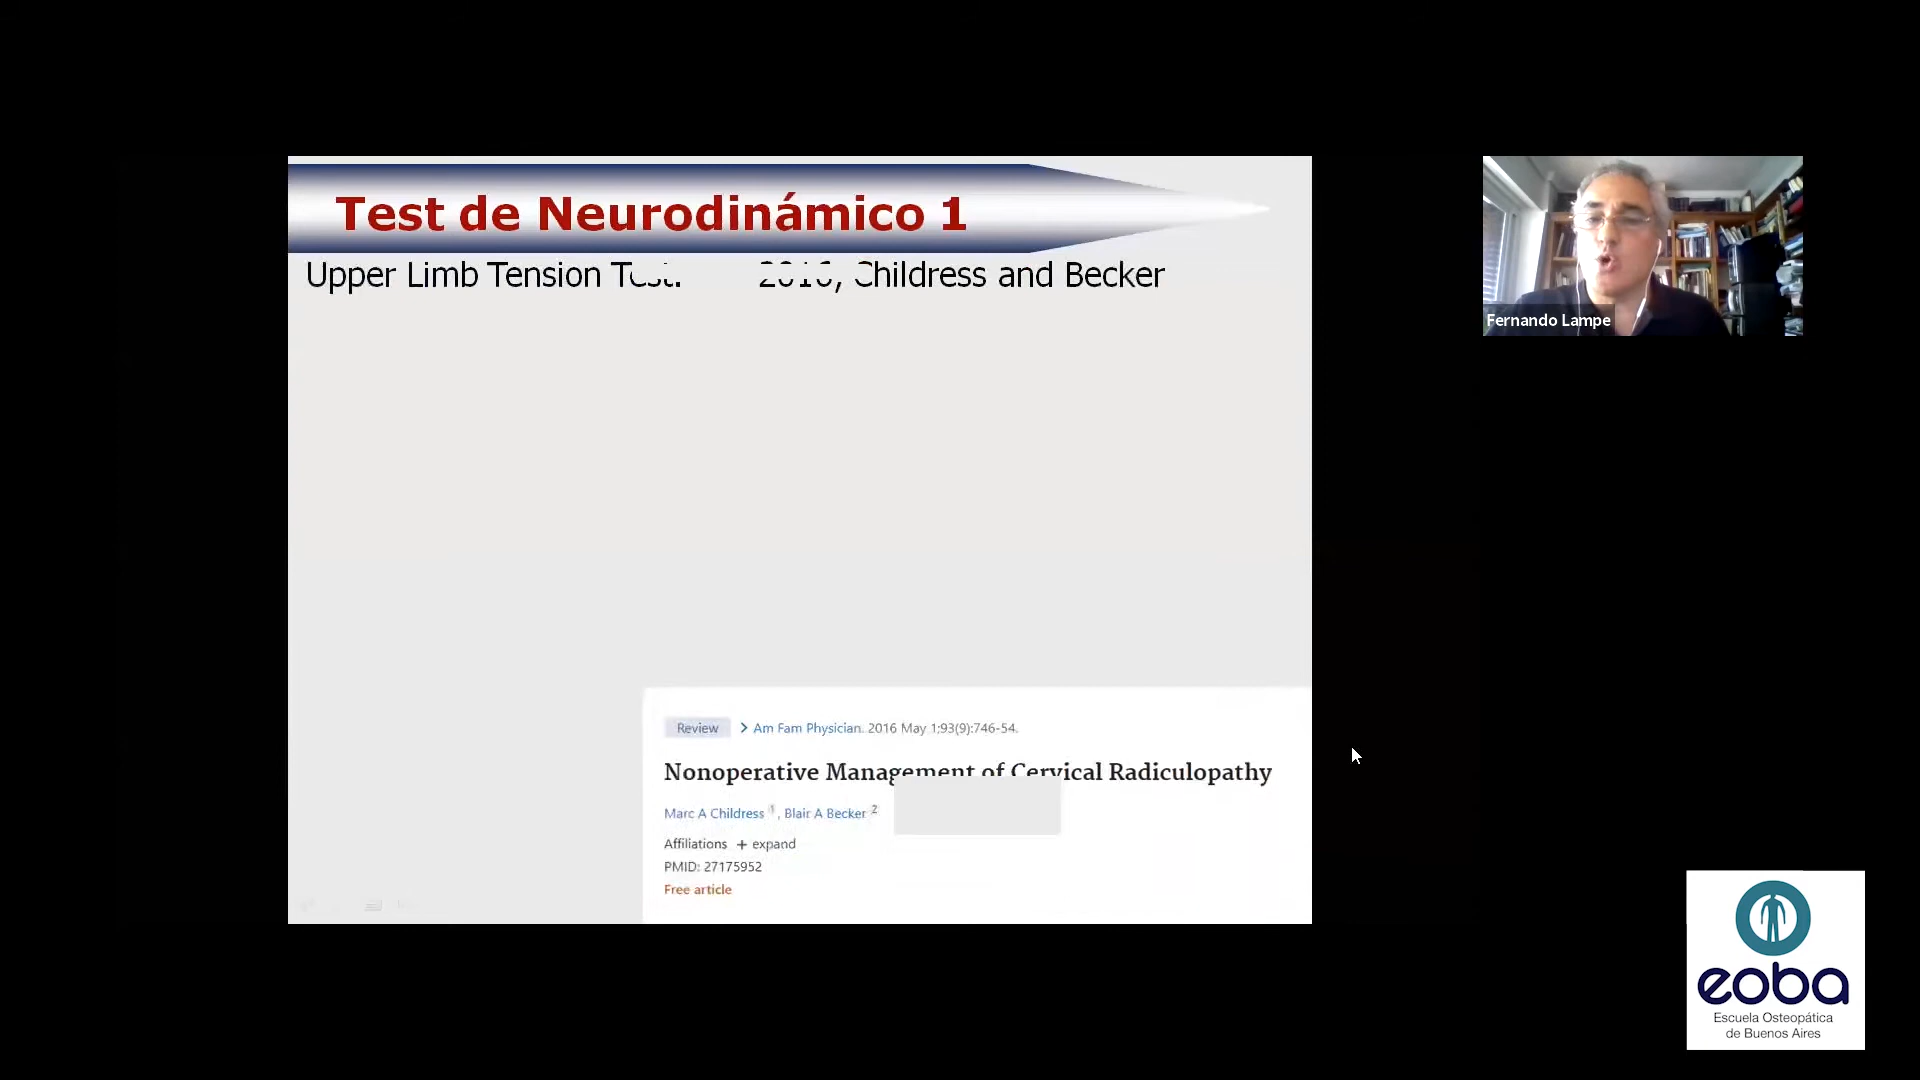 Test de Neurodinámico 1
Upper Limb Tension Test. 2016, Childress and Becker
Fernando Lampe
Review > Am Fam Physician. 2016 May 1;93(9):746-54.
Nonoperative Management of Cervical Radiculopathy
Marc A Childress 1, Blair A Becker 2
Affiliations + expand
PMID: 27175952
Free article
eoba
Escuela Osteopática
de Buenos Aires